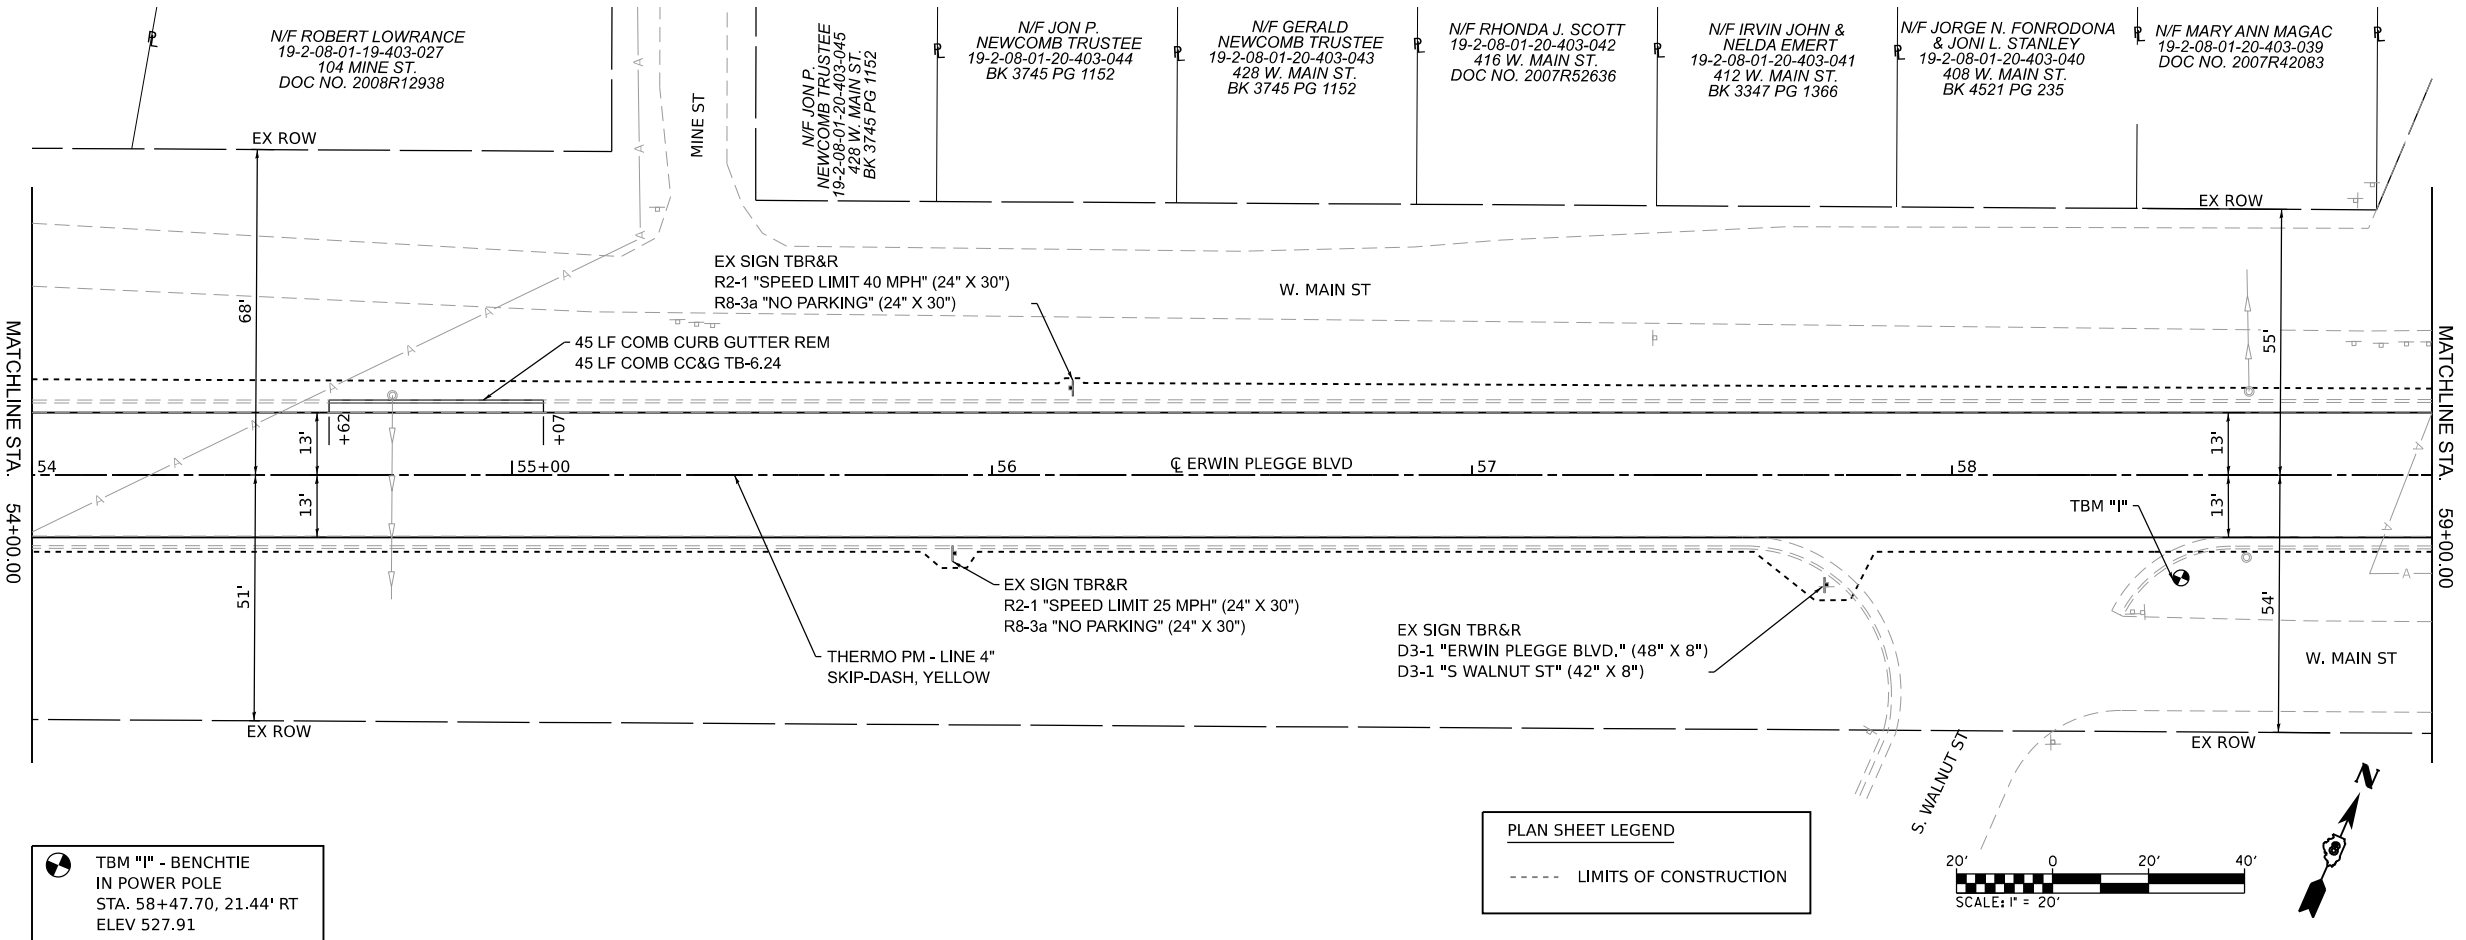 N/F ROBERT LOWRANCE
19-2-08-01-19-403-027
104 MINE ST.
DOC NO. 2008R12938
MINE ST
N/F JON P.
NEWCOMB TRUSTEE
19-2-08-01-20-403-045
428 W. MAIN ST.
BK 3745 PG 1152
N/F JON P.
NEWCOMB TRUSTEE
19-2-08-01-20-403-044
BK 3745 PG 1152
N/F GERALD
NEWCOMB TRUSTEE
19-2-08-01-20-403-043
428 W. MAIN ST.
BK 3745 PG 1152
N/F RHONDA J. SCOTT
19-2-08-01-20-403-042
416 W. MAIN ST.
DOC NO. 2007R52636
N/F IRVIN JOHN &
NELDA EMERT
19-2-08-01-20-403-041
412 W. MAIN ST.
BK 3347 PG 1366
N/F JORGE N. FONRODONA
& JONI L. STANLEY
19-2-08-01-20-403-040
408 W. MAIN ST.
BK 4521 PG 235
N/F MARY ANN MAGAC
19-2-08-01-20-403-039
DOC NO. 2007R42083
PL
PL
PL
PL
PL
PL
PL
PL
EX ROW
EX ROW
A
A
A
A
A
A
A
A
A
A
A
EX SIGN TBR&R
R2-1 "SPEED LIMIT 40 MPH" (24" X 30")
R8-3a "NO PARKING" (24" X 30")
W. MAIN ST
68'
55'
45 LF COMB CURB GUTTER REM
45 LF COMB CC&G TB-6.24
MATCHLINE STA. 54+00.00
MATCHLINE STA. 59+00.00
+62
+07
13'
13'
54
55+00
56
CL ERWIN PLEGGE BLVD
57
58
13'
13'
A
A
A
TBM "I"
51'
54'
EX SIGN TBR&R
R2-1 "SPEED LIMIT 25 MPH" (24" X 30")
R8-3a "NO PARKING" (24" X 30")
EX SIGN TBR&R
D3-1 "ERWIN PLEGGE BLVD." (48" X 8")
D3-1 "S WALNUT ST" (42" X 8")
THERMO PM - LINE 4"
SKIP-DASH, YELLOW
W. MAIN ST
EX ROW
EX ROW
S. WALNUT ST
N
PLAN SHEET LEGEND
LIMITS OF CONSTRUCTION
20' 0 20' 40'
SCALE: 1" = 20'
TBM "I" - BENCHTIE
IN POWER POLE
STA. 58+47.70, 21.44' RT
ELEV 527.91